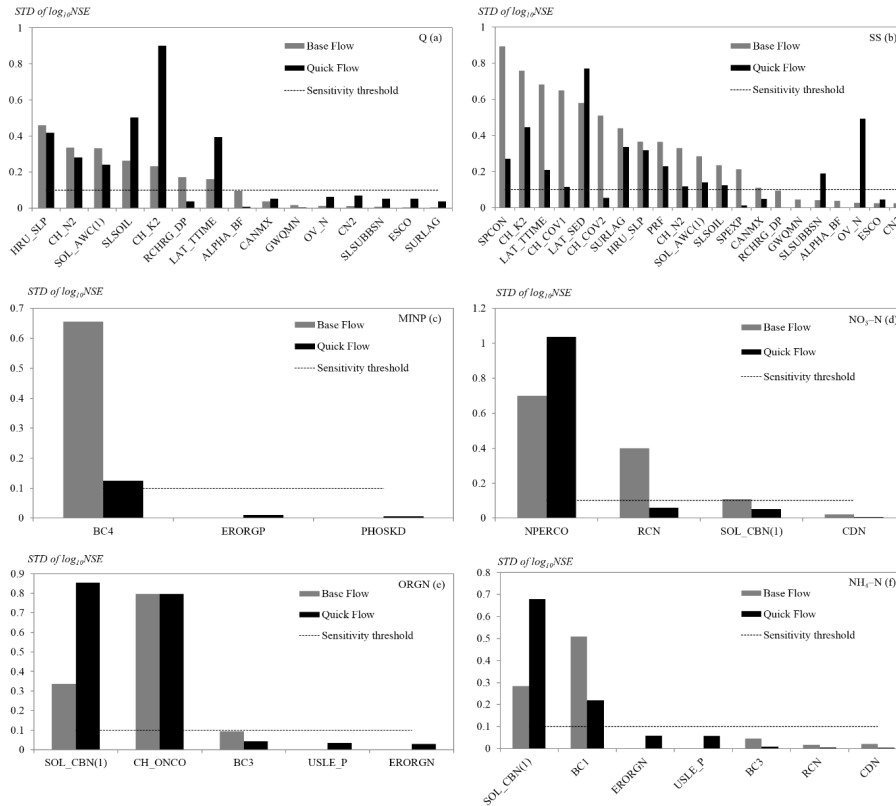 STD of log₁₀NSE
Q (a)
Base Flow
Quick Flow
Sensitivity threshold
1
0.8
0.6
0.4
0.2
0
HRU_SLP
CH_N2
SOL_AWC(1)
SLSOIL
CH_K2
RCHRG_DP
LAT_TTIME
ALPHA_BF
CANMX
GWQMN
OV_N
CN2
SLSUBBSN
ESCO
SURLAG
STD of log₁₀NSE
SS (b)
Base Flow
Quick Flow
Sensitivity threshold
1
0.8
0.6
0.4
0.2
0
SPCON
CH_K2
LAT_TTIME
CH_COV1
LAT_SED
CH_COV2
SURLAG
HRU_SLP
PRF
CH_N2
SOL_AWC(1)
SLSOIL
SPEXP
CANMX
RCHRG_DP
GWQMN
SLSUBBSN
ALPHA_BF
OV_N
ESCO
CN2
STD of log₁₀NSE
MINP (c)
Base Flow
Quick Flow
Sensitivity threshold
0.7
0.6
0.5
0.4
0.3
0.2
0.1
0
BC4
ERORGP
PHOSKD
STD of log₁₀NSE
NO₃–N (d)
Base Flow
Quick Flow
Sensitivity threshold
1.2
1
0.8
0.6
0.4
0.2
0
NPERCO
RCN
SOL_CBN(1)
CDN
STD of log₁₀NSE
ORGN (e)
Base Flow
Quick Flow
Sensitivity threshold
0.9
0.8
0.7
0.6
0.5
0.4
0.3
0.2
0.1
0
SOL_CBN(1)
CH_ONCO
BC3
USLE_P
ERORGN
STD of log₁₀NSE
NH₄–N (f)
Base Flow
Quick Flow
Sensitivity threshold
0.8
0.7
0.6
0.5
0.4
0.3
0.2
0.1
0
SOL_CBN(1)
BC1
ERORGN
USLE_P
BC3
RCN
CDN